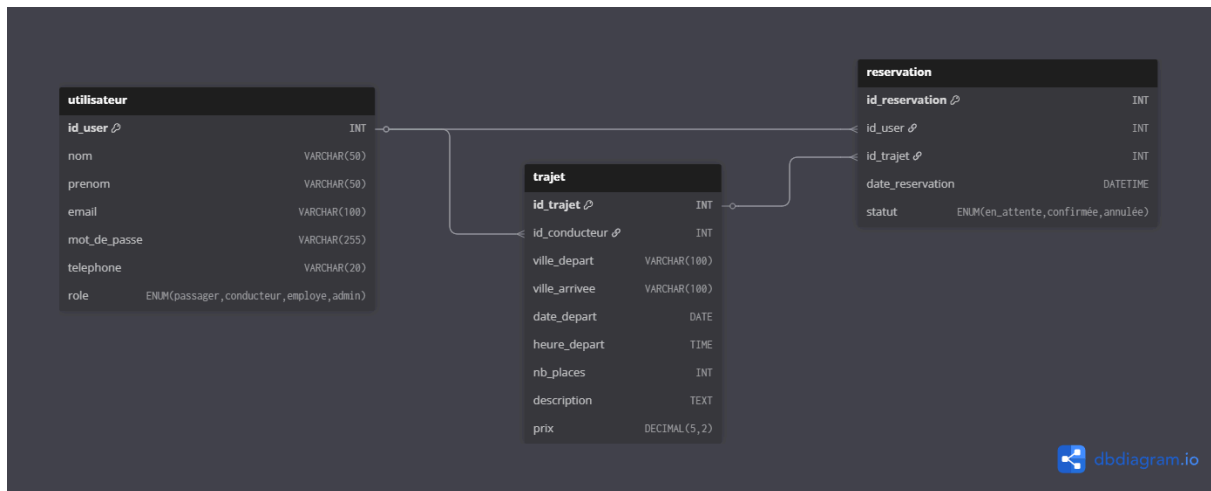 utilisateur
id_user INT
nom VARCHAR(50)
prenom VARCHAR(50)
email VARCHAR(100)
mot_de_passe VARCHAR(255)
telephone VARCHAR(20)
role ENUM(passager,conducteur,employe,admin)
trajet
id_trajet INT
id_conducteur INT
ville_depart VARCHAR(100)
ville_arrivee VARCHAR(100)
date_depart DATE
heure_depart TIME
nb_places INT
description TEXT
prix DECIMAL(5,2)
reservation
id_reservation INT
id_user INT
id_trajet INT
date_reservation DATETIME
statut ENUM(en_attente,confirmée,annulée)
dbdiagram.io